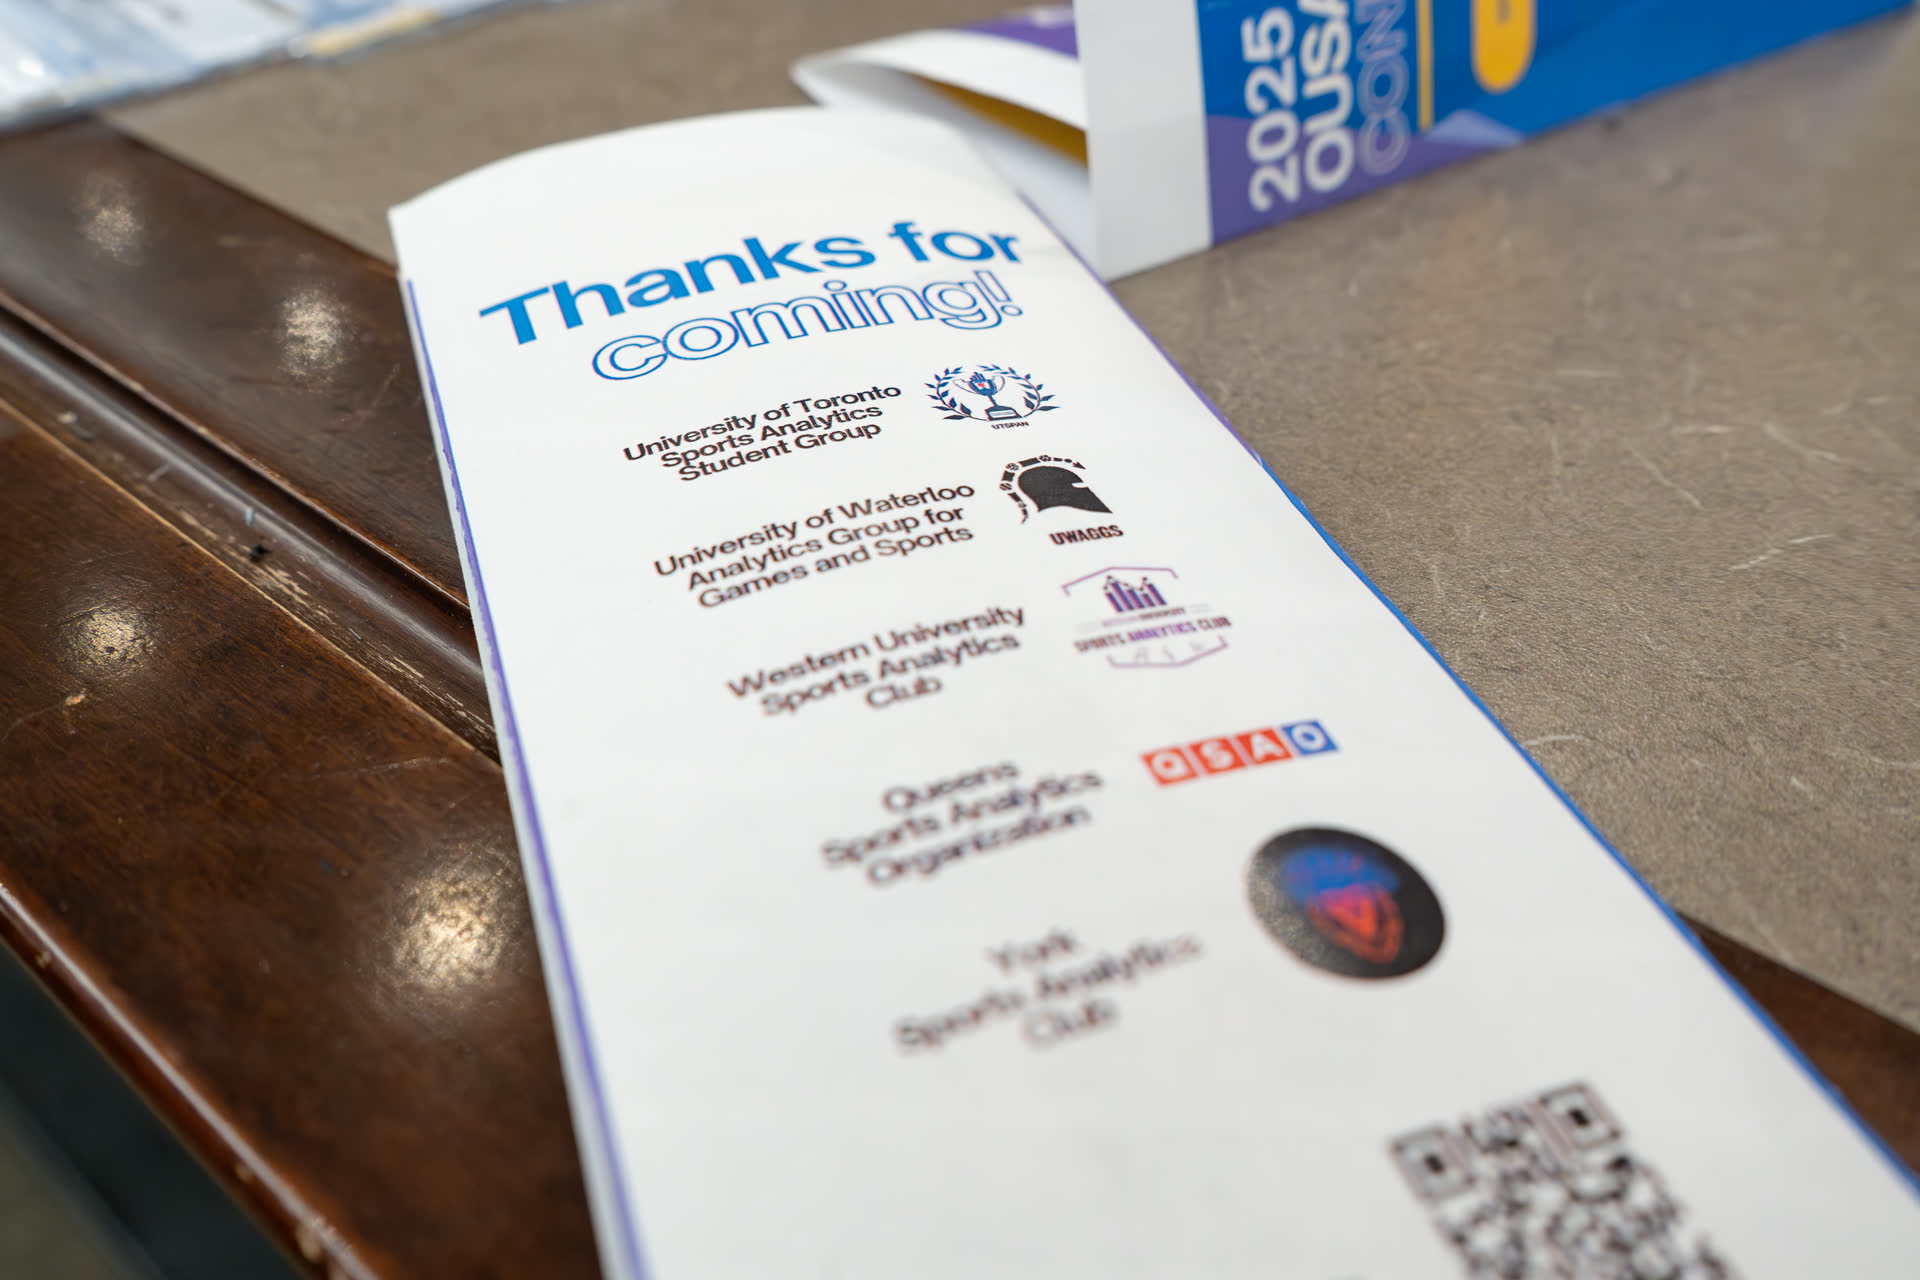 2025
OUSA
CON
Thanks for
coming!
University of Toronto
Sports Analytics
Student Group
UTSPAN
University of Waterloo
Analytics Group for
Games and Sports
UWAGGS
Western University
Sports Analytics
Club
SPORTS ANALYTICS CLUB
Queens
Sports Analytics
Organization
QSAO
York
Sports Analytics
Club